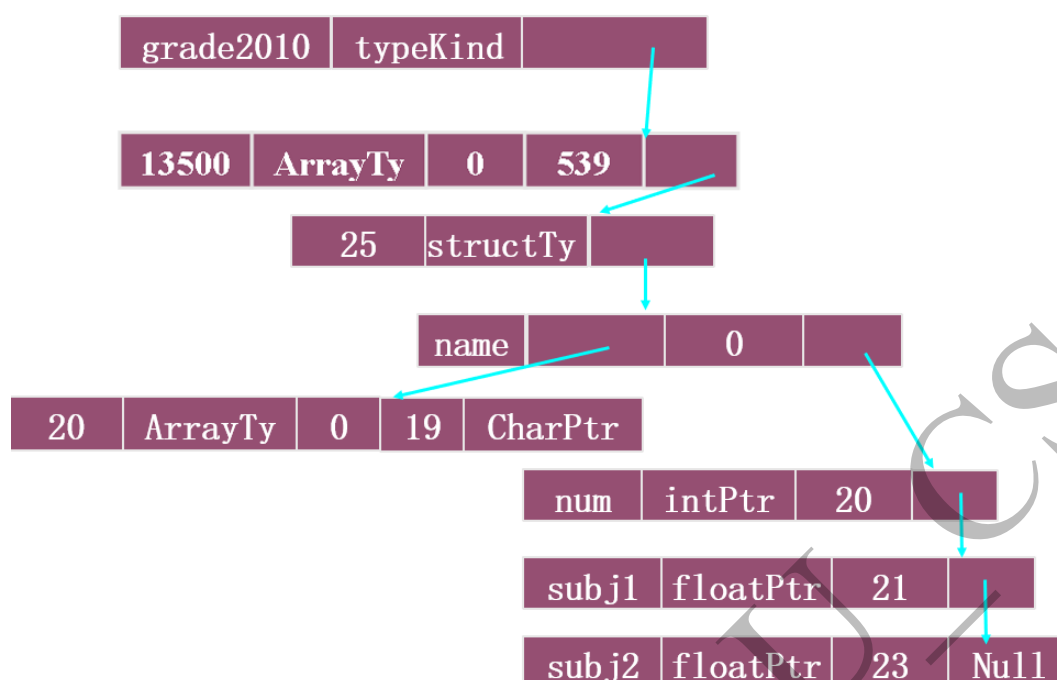 grade2010 typeKind
13500 ArrayTy 0 539
25 structTy
name 0
20 ArrayTy 0 19 CharPtr
num intPtr 20
subj1 floatPtr 21
subj2 floatPtr 23 Null
U_CS